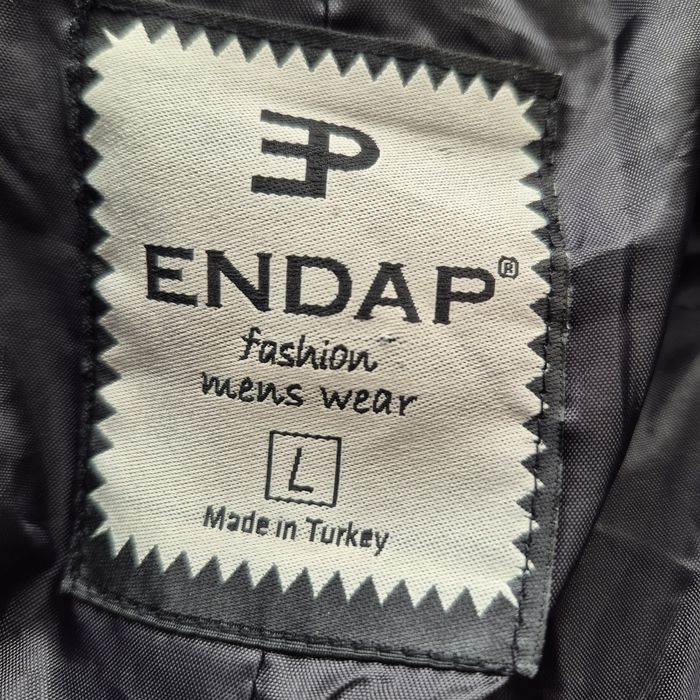 EP
ENDAP®
fashion
mens wear
L
Made in Turkey